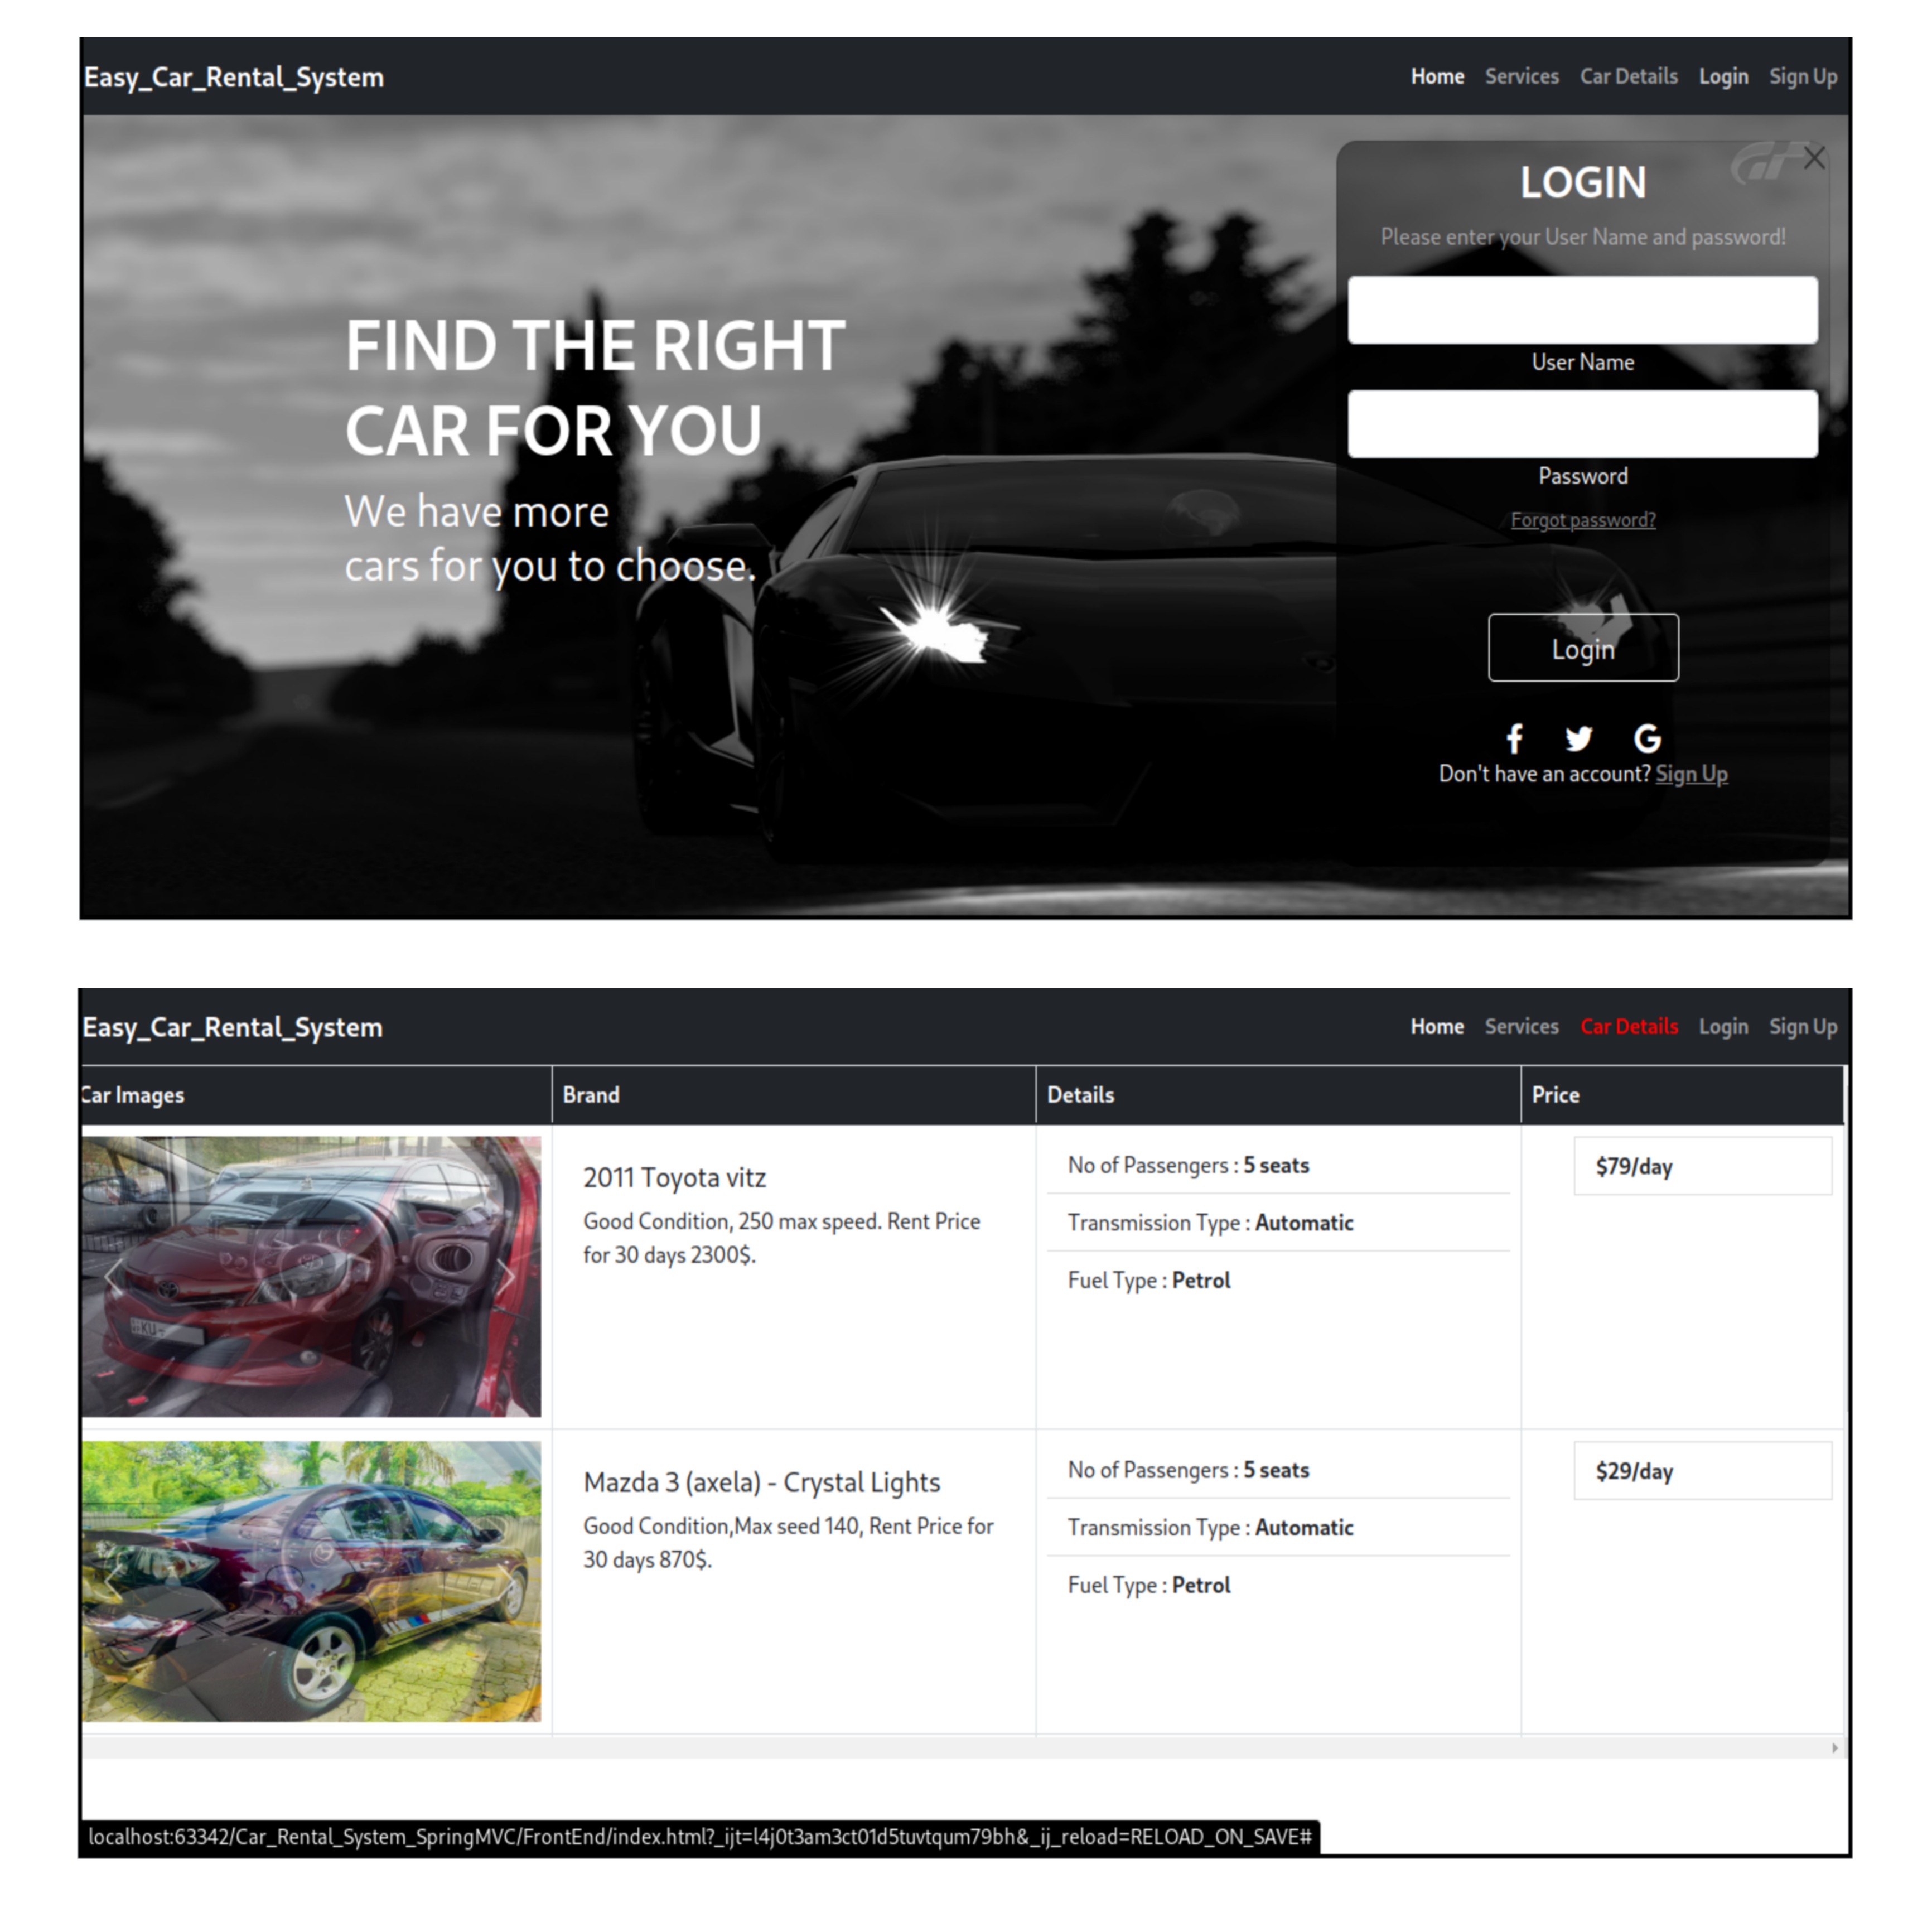 Easy_Car_Rental_System
Home Services Car Details Login Sign Up
GT
LOGIN
Please enter your User Name and password!
User Name
Password
Forgot password?
Login
Don't have an account? Sign Up
FIND THE RIGHT
CAR FOR YOU
We have more
cars for you to choose.
Easy_Car_Rental_System
Home Services Car Details Login Sign Up
Car Images Brand Details Price
KU-
2011 Toyota vitz
Good Condition, 250 max speed. Rent Price
for 30 days 2300$.
No of Passengers : 5 seats
Transmission Type : Automatic
Fuel Type : Petrol
$79/day
Mazda 3 (axela) - Crystal Lights
Good Condition,Max seed 140, Rent Price for
30 days 870$.
No of Passengers : 5 seats
Transmission Type : Automatic
Fuel Type : Petrol
$29/day
localhost:63342/Car_Rental_System_SpringMVC/FrontEnd/index.html?_ijt=l4j0t3am3ct01d5tuvtqum79bh&_ij_reload=RELOAD_ON_SAVE#